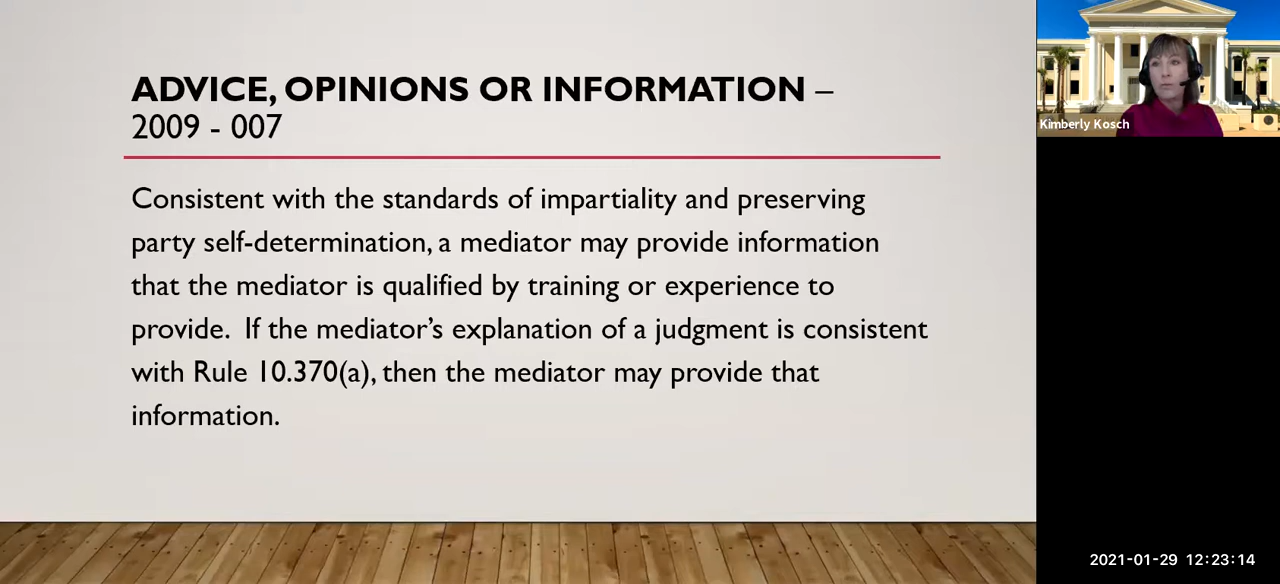 ADVICE, OPINIONS OR INFORMATION –
2009 - 007
Consistent with the standards of impartiality and preserving
party self-determination, a mediator may provide information
that the mediator is qualified by training or experience to
provide.  If the mediator’s explanation of a judgment is consistent
with Rule 10.370(a), then the mediator may provide that
information.
Kimberly Kosch
2021-01-29 12:23:14